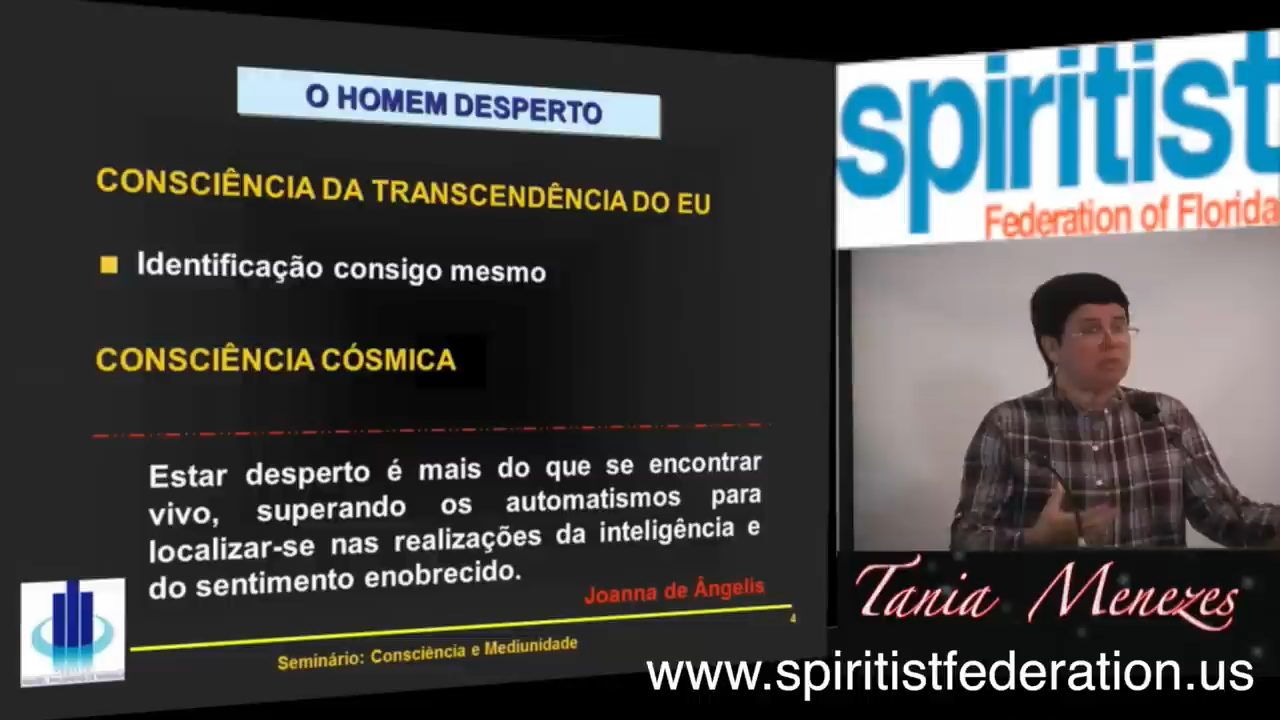 O HOMEM DESPERTO
CONSCIÊNCIA DA TRANSCENDÊNCIA DO EU
Identificação consigo mesmo
CONSCIÊNCIA CÓSMICA
Estar desperto é mais do que se encontrar
vivo, superando os automatismos para
localizar-se nas realizações da inteligência e
do sentimento enobrecido.
Joanna de Ângelis
4
Seminário: Consciência e Mediunidade
spiritist
Federation of Florida
Tania Menezes
www.spiritistfederation.us